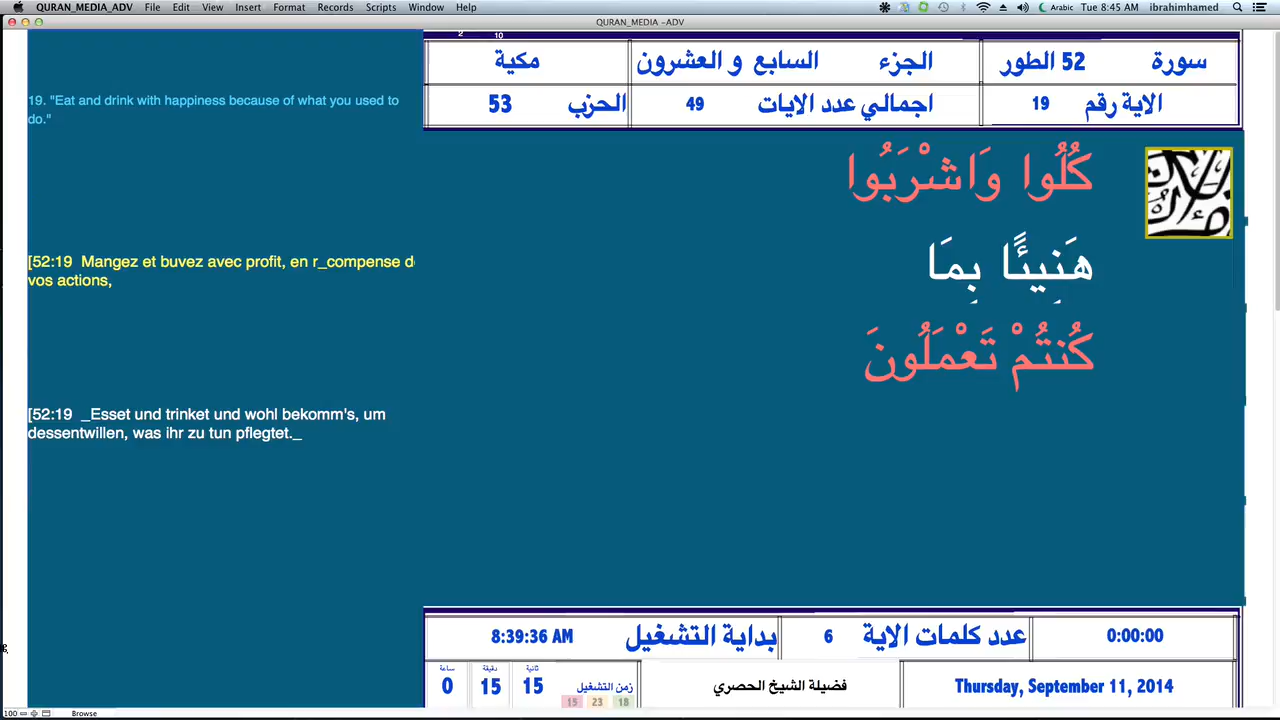 QURAN_MEDIA_ADV File Edit View Insert Format Records Scripts Window Help Arabic Tue 8:45 AM ibrahimhamed
QURAN_MEDIA -ADV
2 10
سورة 52 الطور الجزء السابع و العشرون مكية
الاية رقم 19 اجمالي عدد الايات 49 الحزب 53
19. "Eat and drink with happiness because of what you used to
do."
كُلُوا وَاشْرَبُوا
هَنِيئًا بِمَا
كُنتُمْ تَعْمَلُونَ
[52:19 Mangez et buvez avec profit, en r_compense de
vos actions,
[52:19 _Esset und trinket und wohl bekomm's, um
dessentwillen, was ihr zu tun pflegtet._
0:00:00 عدد كلمات الاية 6 بداية التشغيل 8:39:36 AM
ثانية دقيقة ساعة
Thursday, September 11, 2014 فضيلة الشيخ الحصري زمن التشغيل 15 15 0
15 23 18
100 Browse